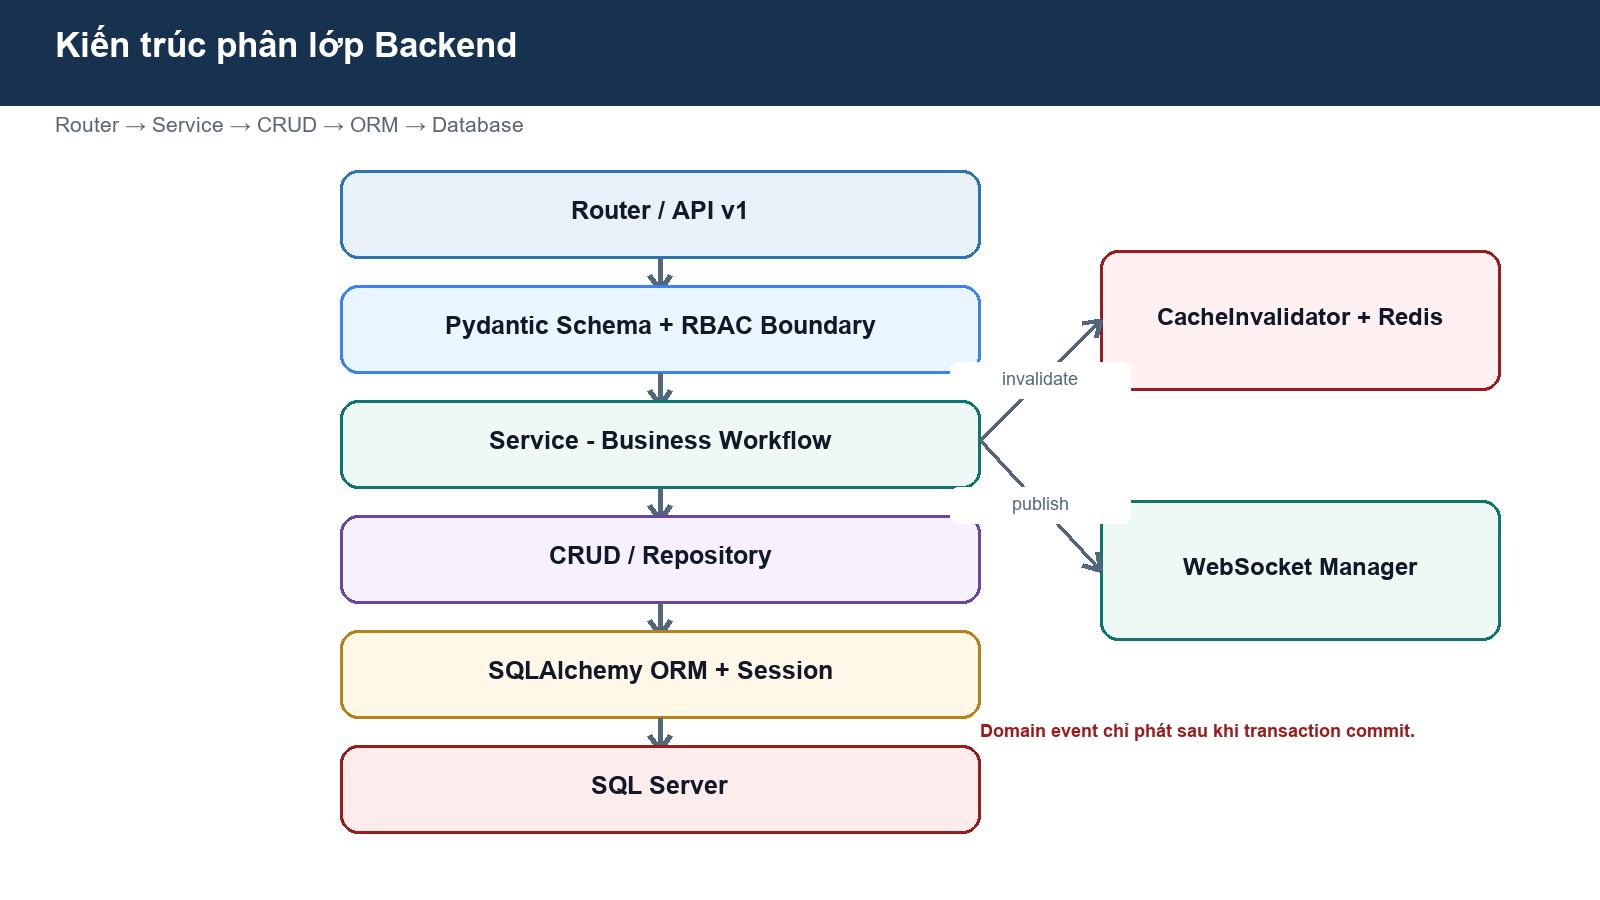 Kiến trúc phân lớp Backend
Router → Service → CRUD → ORM → Database
Router / API v1
Pydantic Schema + RBAC Boundary
CacheInvalidator + Redis
invalidate
Service - Business Workflow
publish
CRUD / Repository
WebSocket Manager
SQLAlchemy ORM + Session
Domain event chỉ phát sau khi transaction commit.
SQL Server